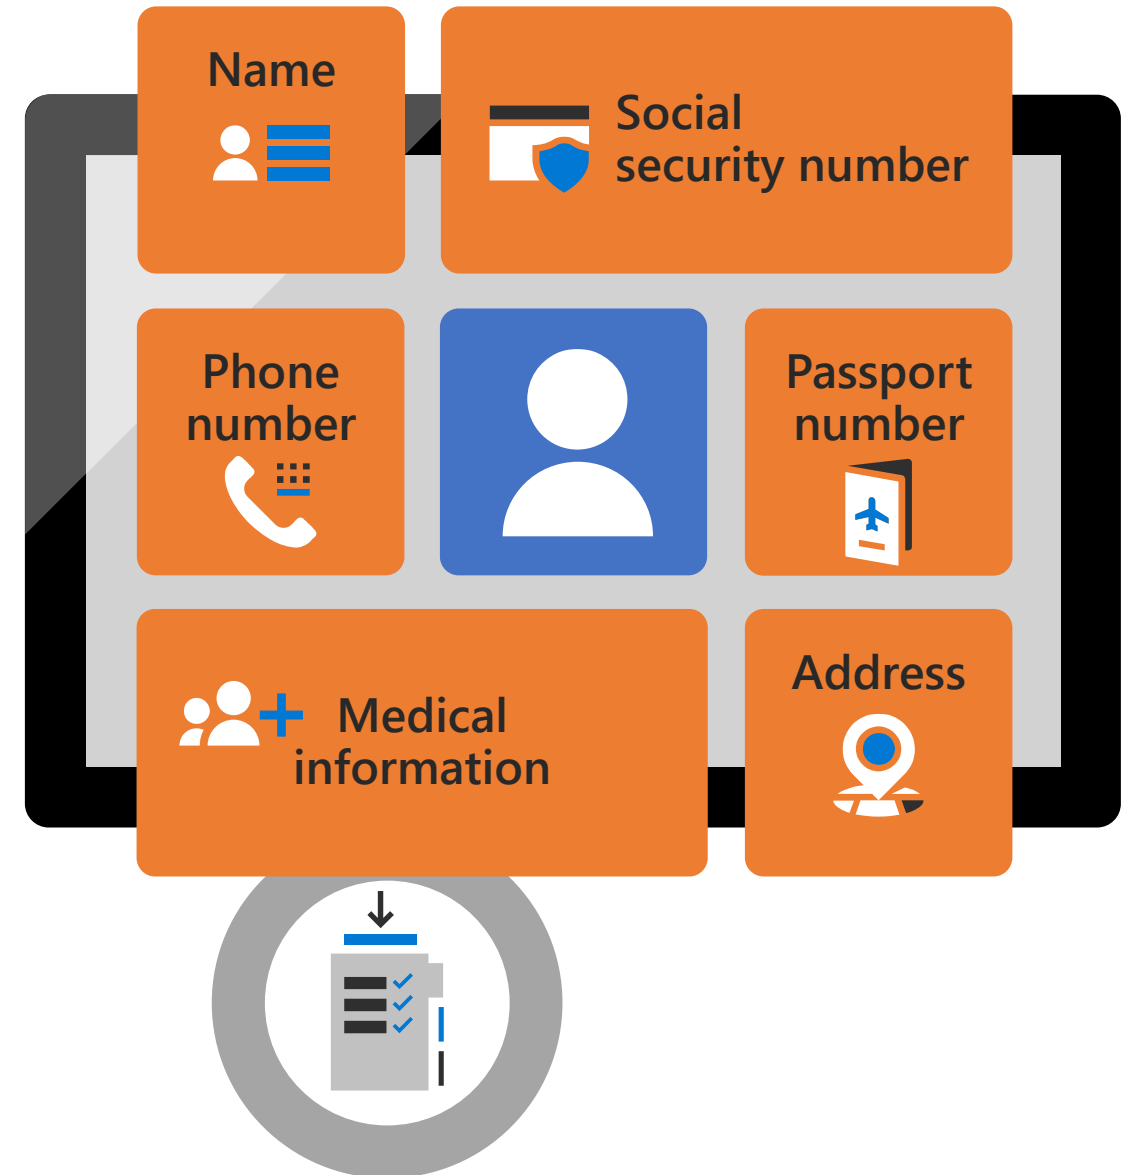 Name
Social
security number
Phone
number
Passport
number
Medical
information
Address